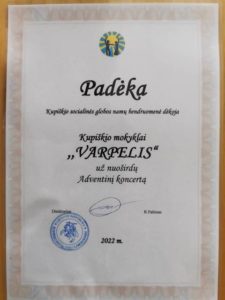 Padėka
Kupiškio socialinės globos namų bendruomenė dėkoja
Kupiškio mokyklai
,,VARPELIS“
už nuoširdų
Adventinį koncertą
2022 m.